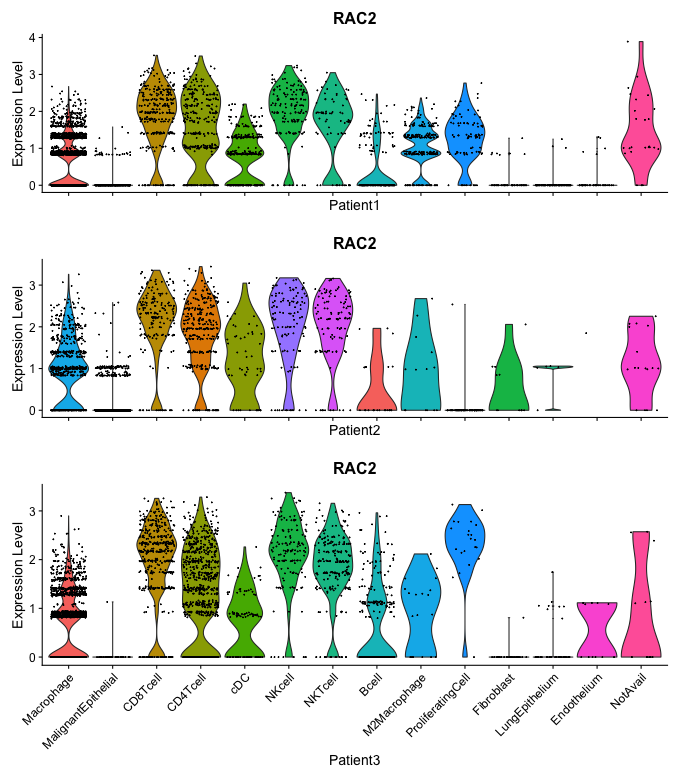 RAC2
Expression Level
4
3
2
1
0
Patient1
RAC2
Expression Level
3
2
1
0
Patient2
RAC2
Expression Level
3
2
1
0
Macrophage
MalignantEpithelial
CD8Tcell
CD4Tcell
cDC
NKcell
NKTcell
Bcell
M2Macrophage
ProliferatingCell
Fibroblast
LungEpithelium
Endothelium
NotAvail
Patient3